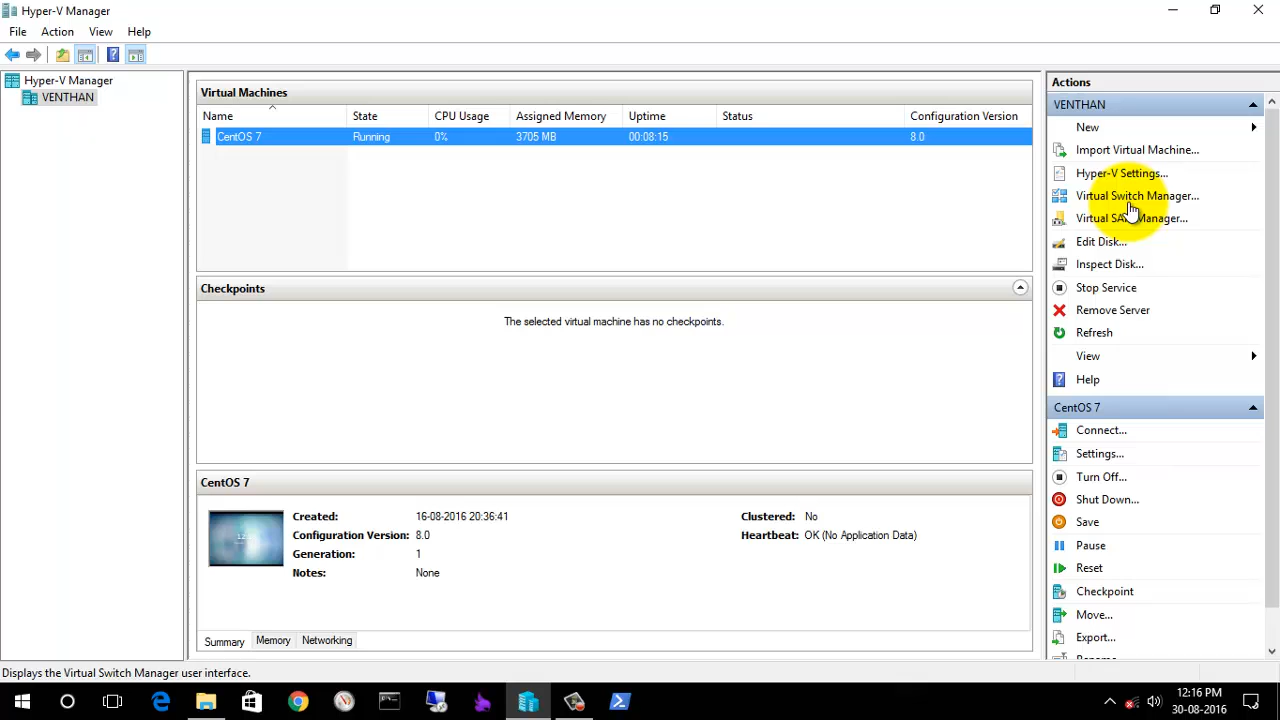 Hyper-V Manager
File Action View Help
Hyper-V Manager
VENTHAN
Virtual Machines
Name State CPU Usage Assigned Memory Uptime Status Configuration Version
CentOS 7 Running 0% 3705 MB 00:08:15 8.0
Checkpoints
The selected virtual machine has no checkpoints.
CentOS 7
Created: 16-08-2016 20:36:41 Clustered: No
Configuration Version: 8.0 Heartbeat: OK (No Application Data)
Generation: 1
Notes: None
Summary Memory Networking
Actions
VENTHAN
New
Import Virtual Machine...
Hyper-V Settings...
Virtual Switch Manager...
Virtual SAN Manager...
Edit Disk...
Inspect Disk...
Stop Service
Remove Server
Refresh
View
Help
CentOS 7
Connect...
Settings...
Turn Off...
Shut Down...
Save
Pause
Reset
Checkpoint
Move...
Export...
Displays the Virtual Switch Manager user interface.
12:16 PM
30-08-2016